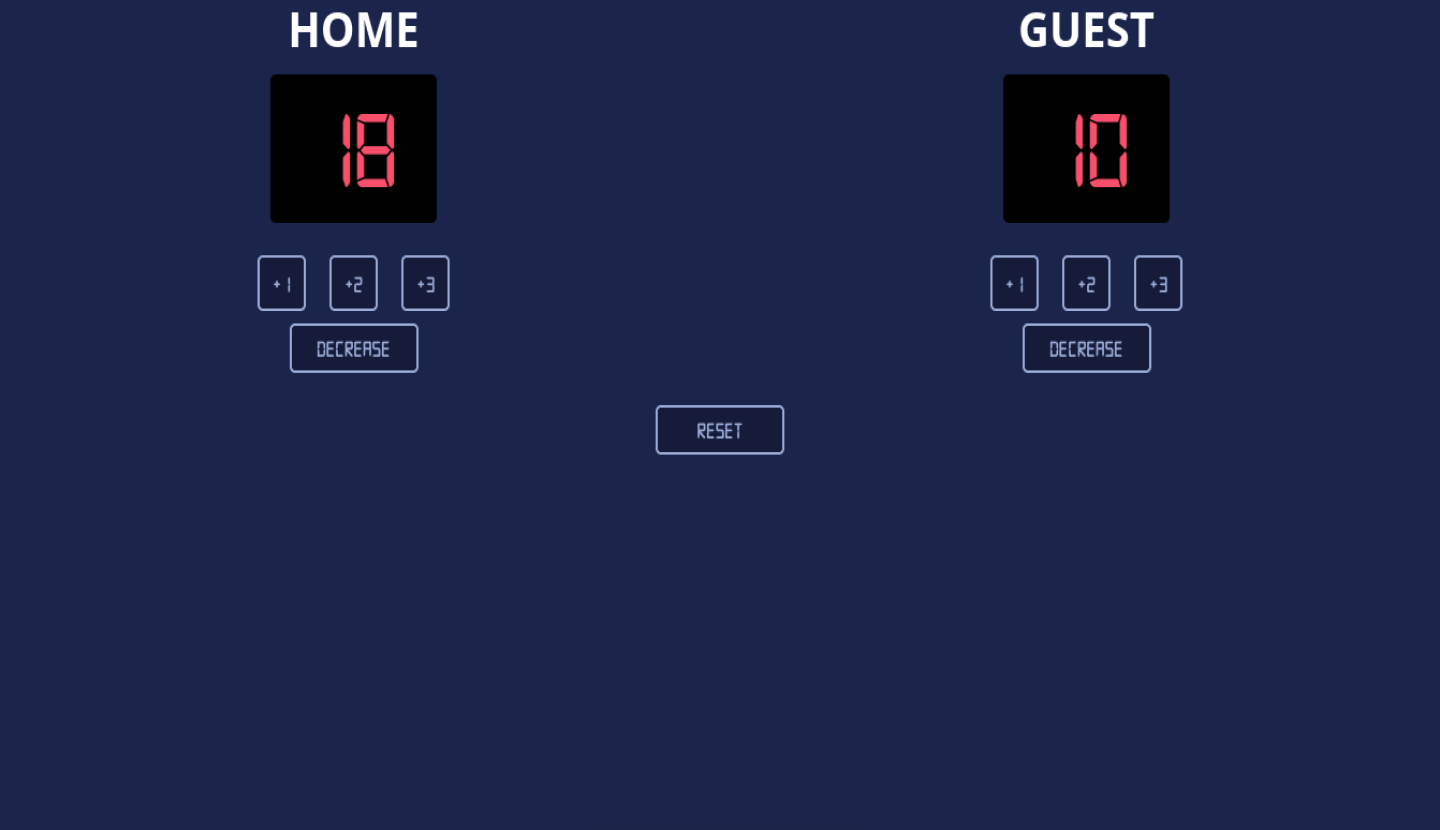 HOME GUEST
18 10
+1 +2 +3 +1 +2 +3
DECREASE DECREASE
RESET